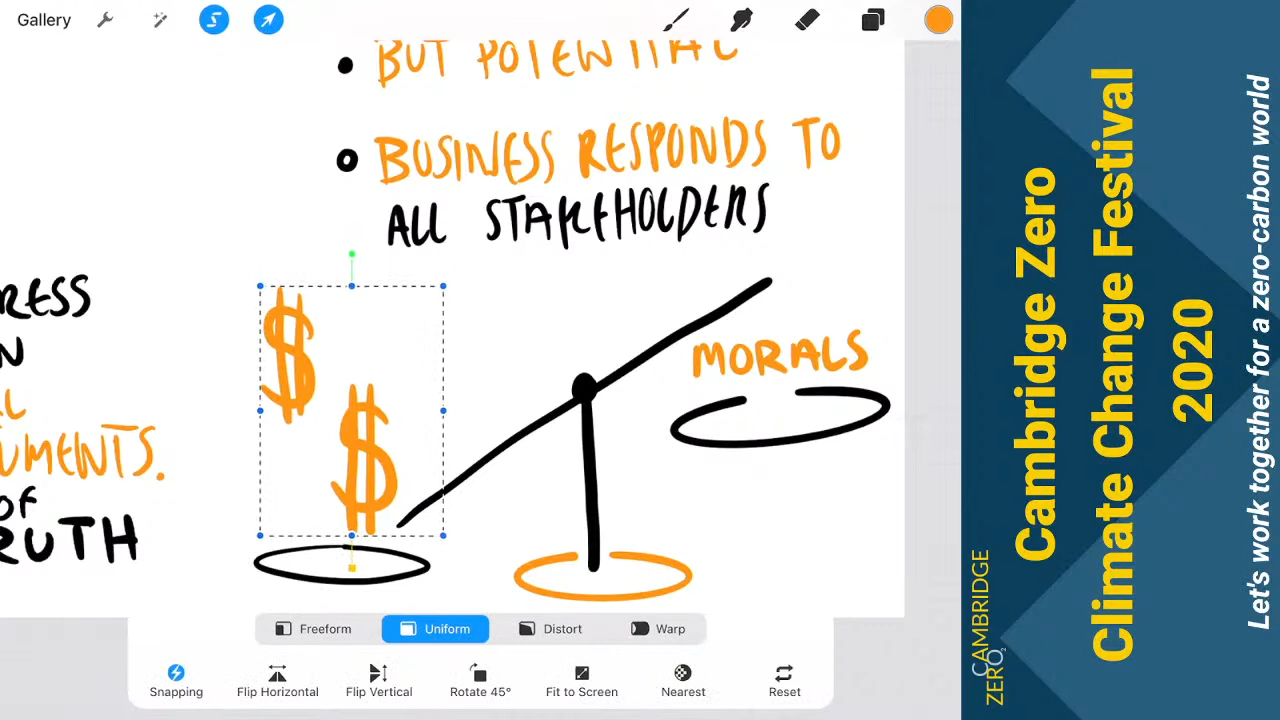 Gallery
BUT POTENTIAL
BUSINESS RESPONDS TO
ALL STAKEHOLDERS
RESS
N
L
UMENTS.
OF
RUTH
$
$
MORALS
Freeform
Uniform
Distort
Warp
Snapping
Flip Horizontal
Flip Vertical
Rotate 45°
Fit to Screen
Nearest
Reset
CAMBRIDGE
ZERO₂
Cambridge Zero
Climate Change Festival
2020
Let's work together for a zero-carbon world